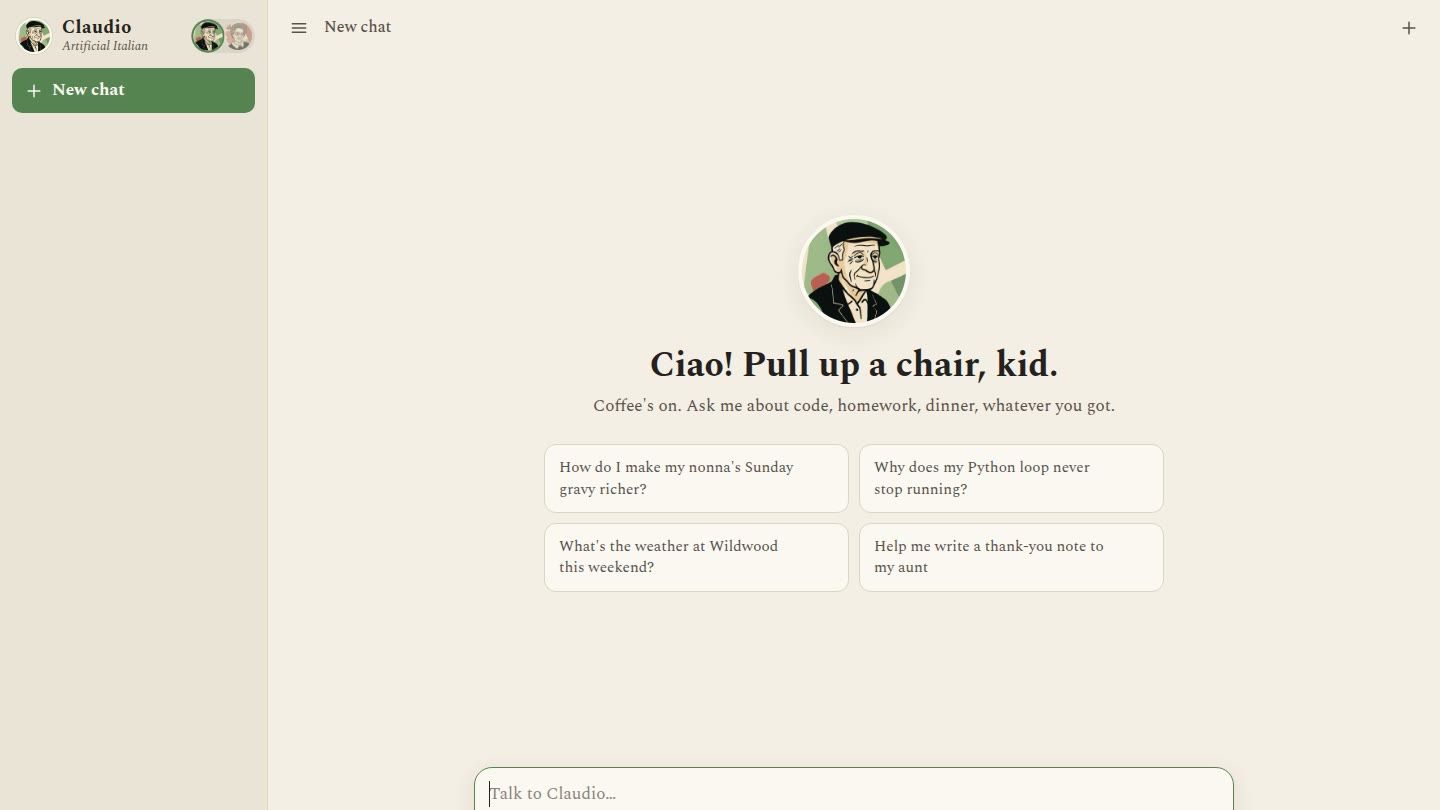 Claudio
Artificial Italian
New chat
New chat
Ciao! Pull up a chair, kid.
Coffee's on. Ask me about code, homework, dinner, whatever you got.
How do I make my nonna's Sunday
gravy richer?
Why does my Python loop never
stop running?
What's the weather at Wildwood
this weekend?
Help me write a thank-you note to
my aunt
Talk to Claudio…